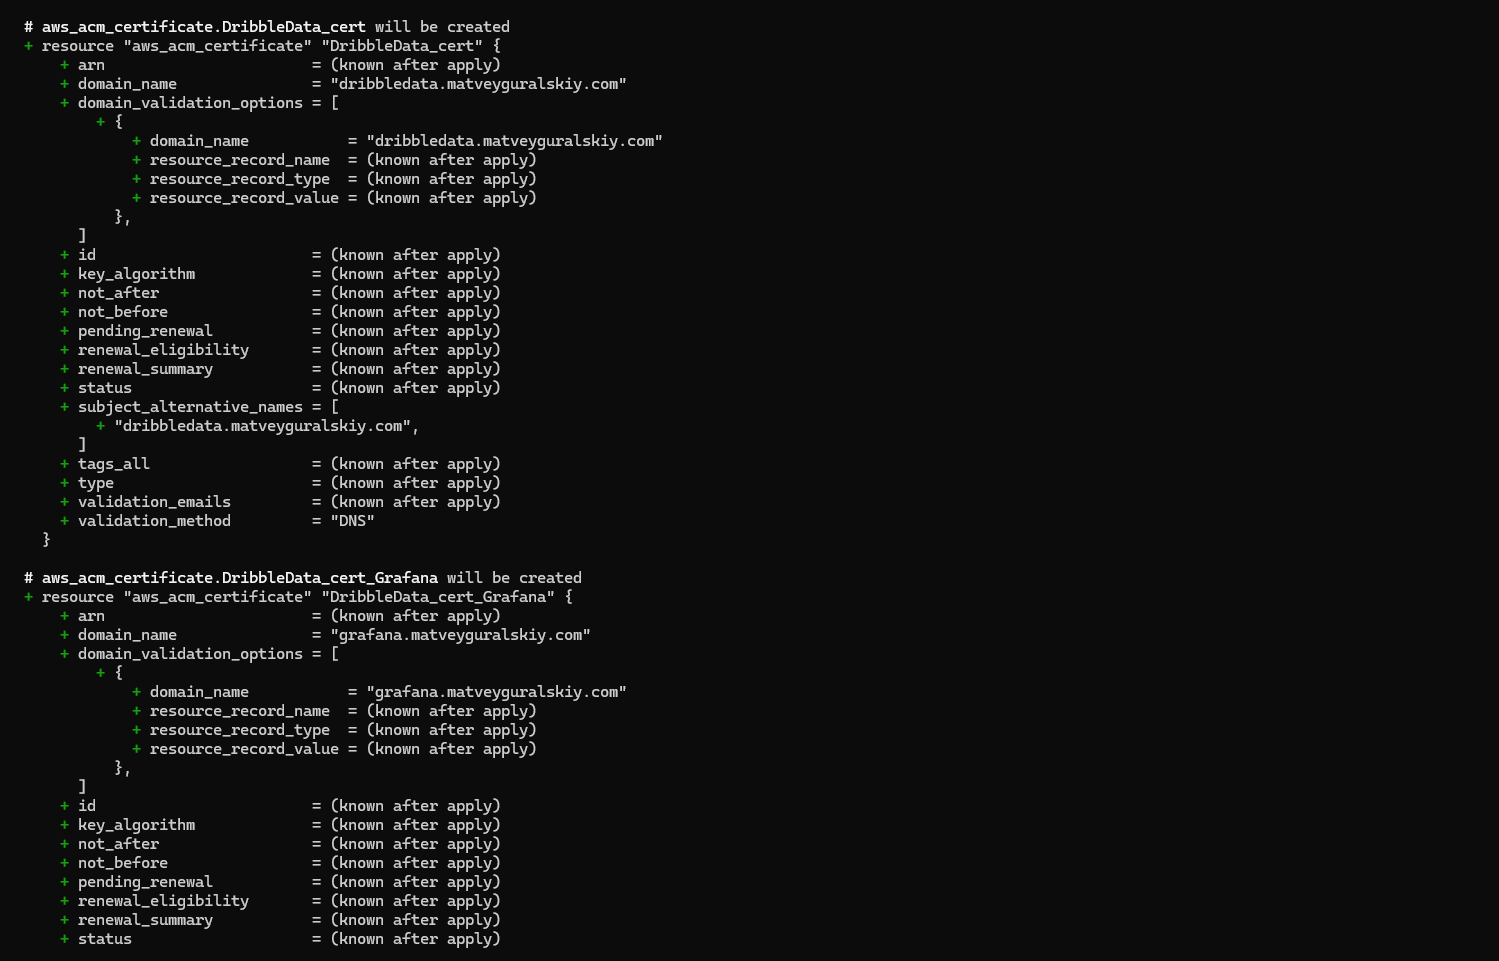 # aws_acm_certificate.DribbleData_cert will be created
+ resource "aws_acm_certificate" "DribbleData_cert" {
    + arn                       = (known after apply)
    + domain_name               = "dribbledata.matveyguralskiy.com"
    + domain_validation_options = [
        + {
            + domain_name           = "dribbledata.matveyguralskiy.com"
            + resource_record_name  = (known after apply)
            + resource_record_type  = (known after apply)
            + resource_record_value = (known after apply)
          },
      ]
    + id                        = (known after apply)
    + key_algorithm             = (known after apply)
    + not_after                 = (known after apply)
    + not_before                = (known after apply)
    + pending_renewal           = (known after apply)
    + renewal_eligibility       = (known after apply)
    + renewal_summary           = (known after apply)
    + status                    = (known after apply)
    + subject_alternative_names = [
        + "dribbledata.matveyguralskiy.com",
      ]
    + tags_all                  = (known after apply)
    + type                      = (known after apply)
    + validation_emails         = (known after apply)
    + validation_method         = "DNS"
  }

# aws_acm_certificate.DribbleData_cert_Grafana will be created
+ resource "aws_acm_certificate" "DribbleData_cert_Grafana" {
    + arn                       = (known after apply)
    + domain_name               = "grafana.matveyguralskiy.com"
    + domain_validation_options = [
        + {
            + domain_name           = "grafana.matveyguralskiy.com"
            + resource_record_name  = (known after apply)
            + resource_record_type  = (known after apply)
            + resource_record_value = (known after apply)
          },
      ]
    + id                        = (known after apply)
    + key_algorithm             = (known after apply)
    + not_after                 = (known after apply)
    + not_before                = (known after apply)
    + pending_renewal           = (known after apply)
    + renewal_eligibility       = (known after apply)
    + renewal_summary           = (known after apply)
    + status                    = (known after apply)